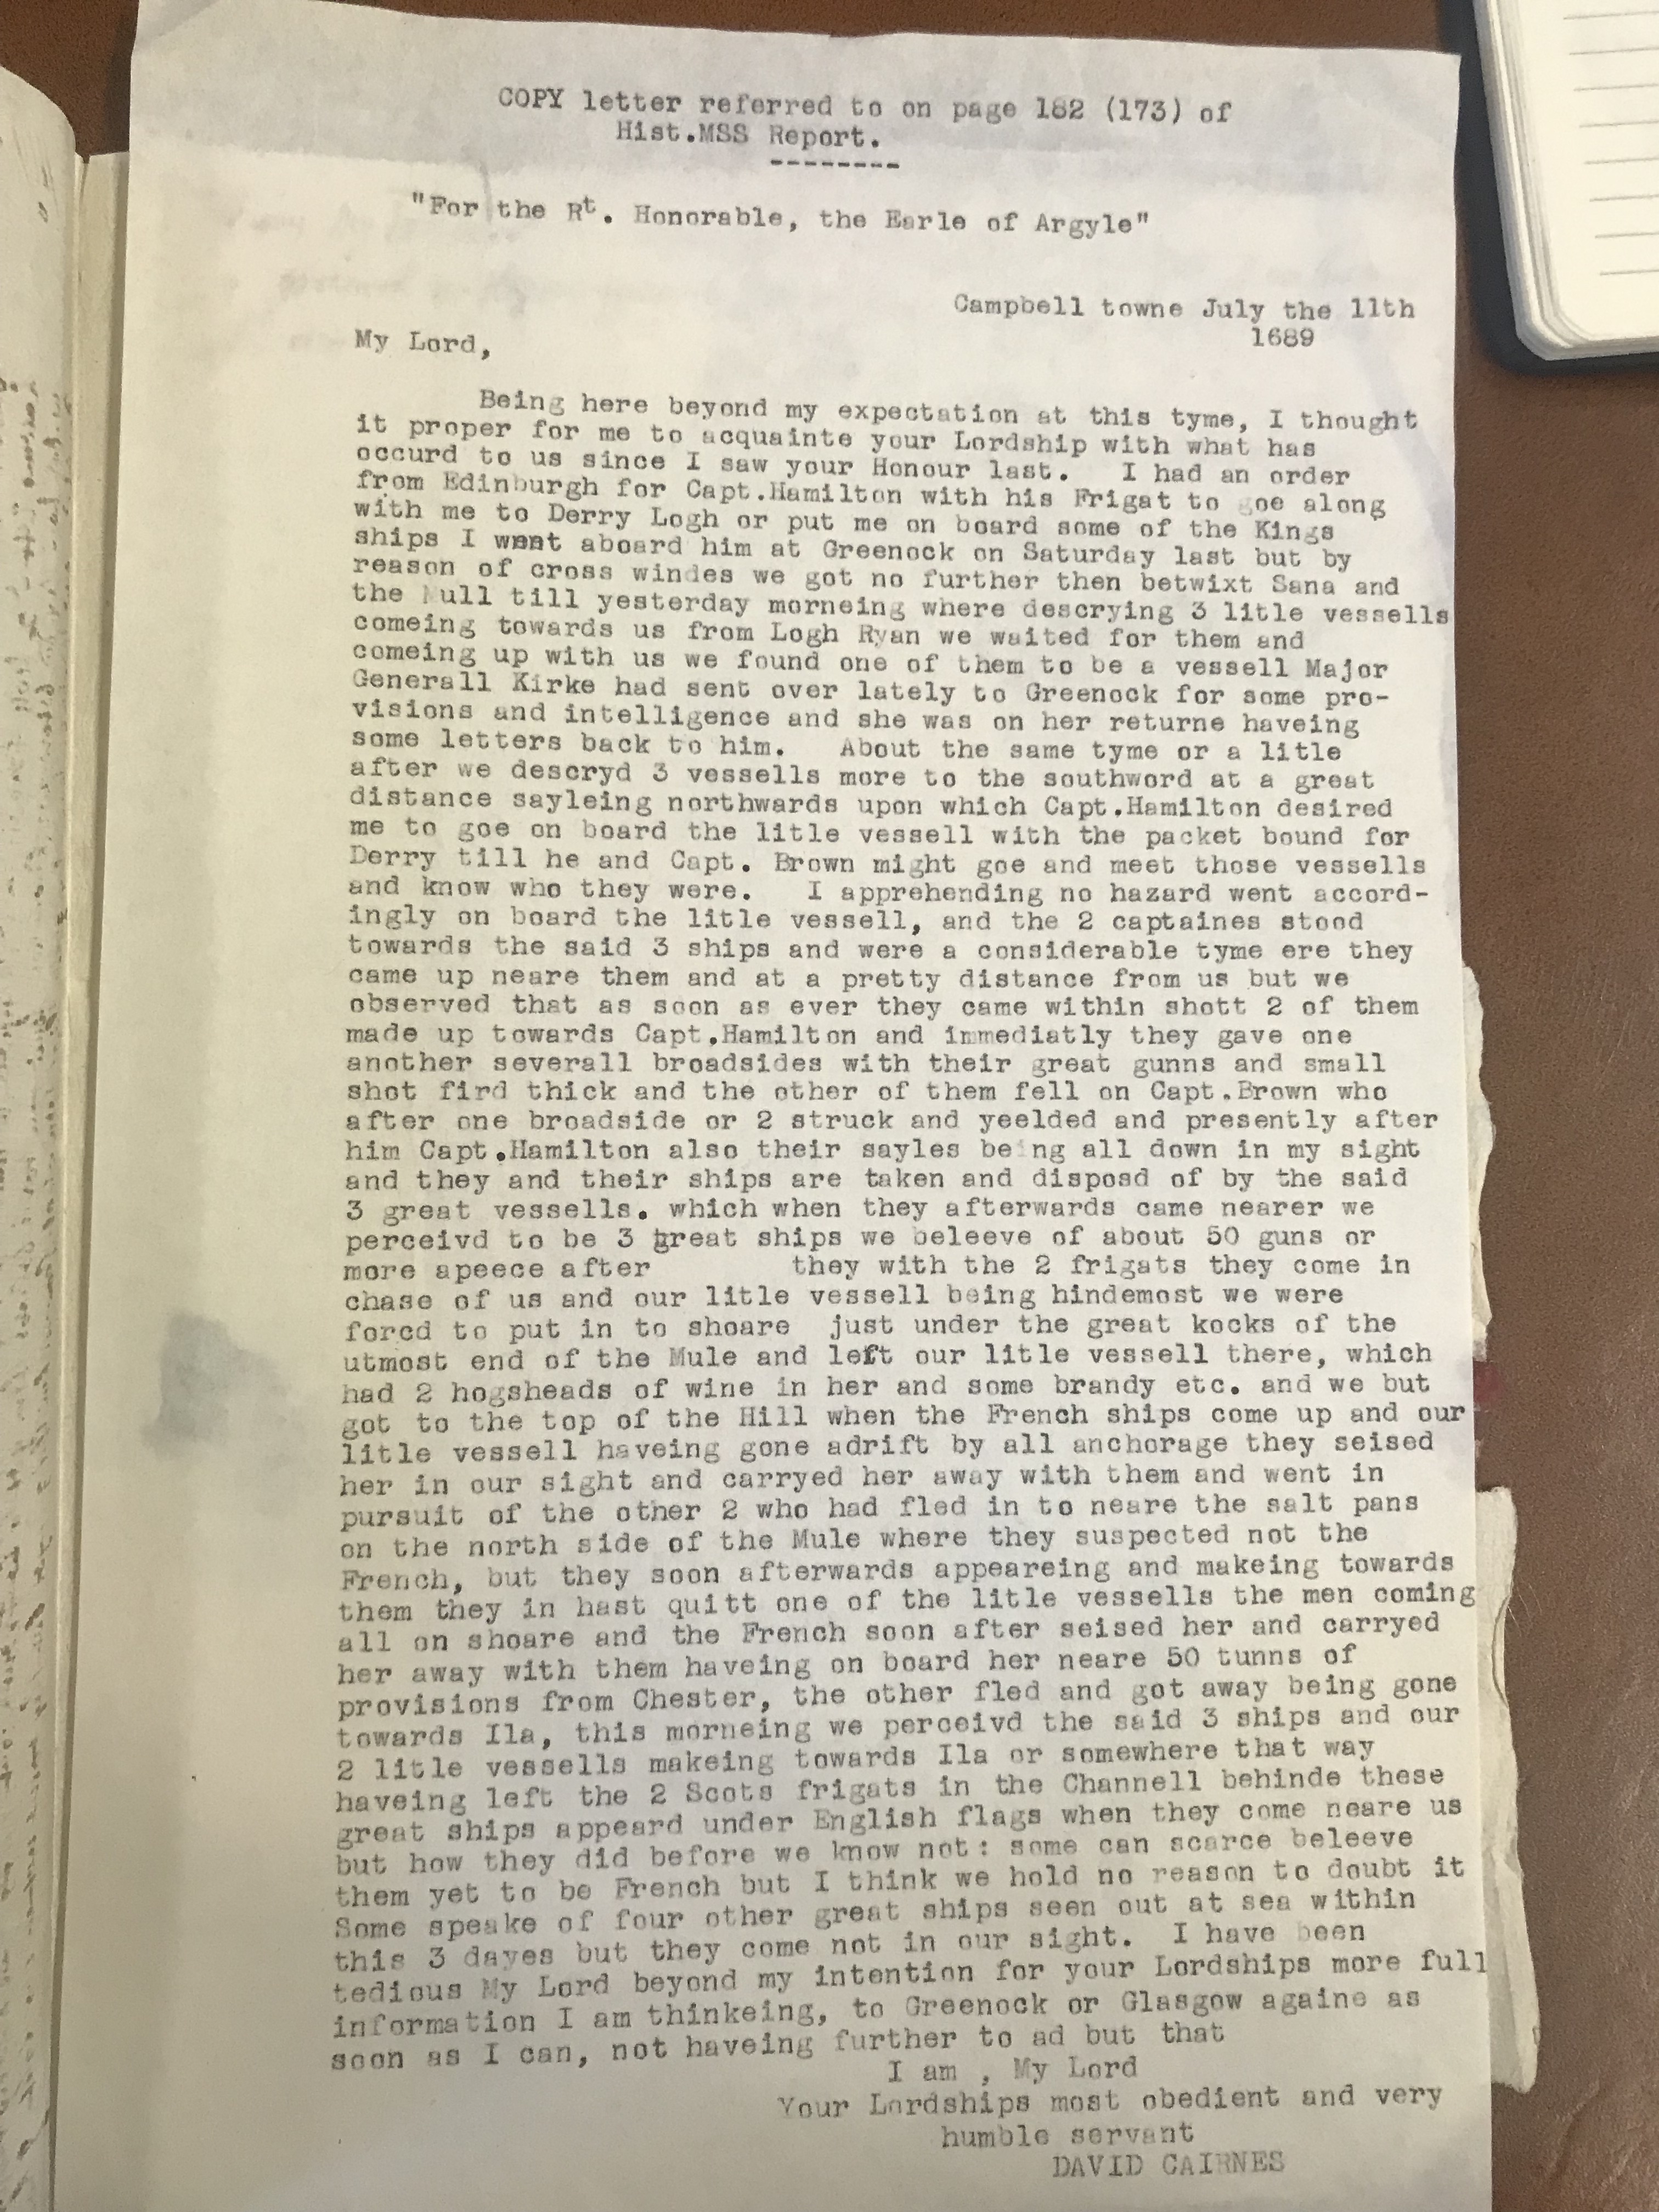 COPY letter referred to on page 182 (173) of
Hist.MSS Report.
--------
"For the Rt. Honorable, the Earle of Argyle"
Campbell towne July the 11th
1689
My Lord,
Being here beyond my expectation at this tyme, I thought
it proper for me to acquainte your Lordship with what has
occurd to us since I saw your Honour last. I had an order
from Edinburgh for Capt.Hamilton with his Frigat to goe along
with me to Derry Logh or put me on board some of the Kings
ships I went aboard him at Greenock on Saturday last but by
reason of cross windes we got no further then betwixt Sana and
the Mull till yesterday morneing where descrying 3 litle vessells
comeing towards us from Logh Ryan we waited for them and
comeing up with us we found one of them to be a vessell Major
Generall Kirke had sent over lately to Greenock for some pro-
visions and intelligence and she was on her returne haveing
some letters back to him. About the same tyme or a litle
after we descryd 3 vessells more to the southword at a great
distance sayleing northwards upon which Capt.Hamilton desired
me to goe on board the litle vessell with the packet bound for
Derry till he and Capt. Brown might goe and meet those vessells
and know who they were. I apprehending no hazard went accord-
ingly on board the litle vessell, and the 2 captaines stood
towards the said 3 ships and were a considerable tyme ere they
came up neare them and at a pretty distance from us but we
observed that as soon as ever they came within shott 2 of them
made up towards Capt.Hamilton and immediatly they gave one
another severall broadsides with their great gunns and small
shot fird thick and the other of them fell on Capt.Brown who
after one broadside or 2 struck and yeelded and presently after
him Capt.Hamilton also their sayles being all down in my sight
and they and their ships are taken and disposd of by the said
3 great vessells. which when they afterwards came nearer we
perceivd to be 3 great ships we beleeve of about 50 guns or
more apeece after they with the 2 frigats they come in
chase of us and our litle vessell being hindemost we were
forcd to put in to shoare just under the great kocks of the
utmost end of the Mule and left our litle vessell there, which
had 2 hogsheads of wine in her and some brandy etc. and we but
got to the top of the Hill when the French ships come up and our
litle vessell haveing gone adrift by all anchorage they seised
her in our sight and carryed her away with them and went in
pursuit of the other 2 who had fled in to neare the salt pans
on the north side of the Mule where they suspected not the
French, but they soon afterwards appeareing and makeing towards
them they in hast quitt one of the litle vessells the men coming
all on shoare and the French soon after seised her and carryed
her away with them haveing on board her neare 50 tunns of
provisions from Chester, the other fled and got away being gone
towards Ila, this morneing we perceivd the said 3 ships and our
2 litle vessells makeing towards Ila or somewhere that way
haveing left the 2 Scots frigats in the Channell behinde these
great ships appeard under English flags when they come neare us
but how they did before we know not: some can scarce beleeve
them yet to be French but I think we hold no reason to doubt it
Some speake of four other great ships seen out at sea within
this 3 dayes but they come not in our sight. I have been
tedious My Lord beyond my intention for your Lordships more full
information I am thinkeing, to Greenock or Glasgow againe as
soon as I can, not haveing further to ad but that
I am , My Lord
Your Lordships most obedient and very
humble servant
DAVID CAIRNES